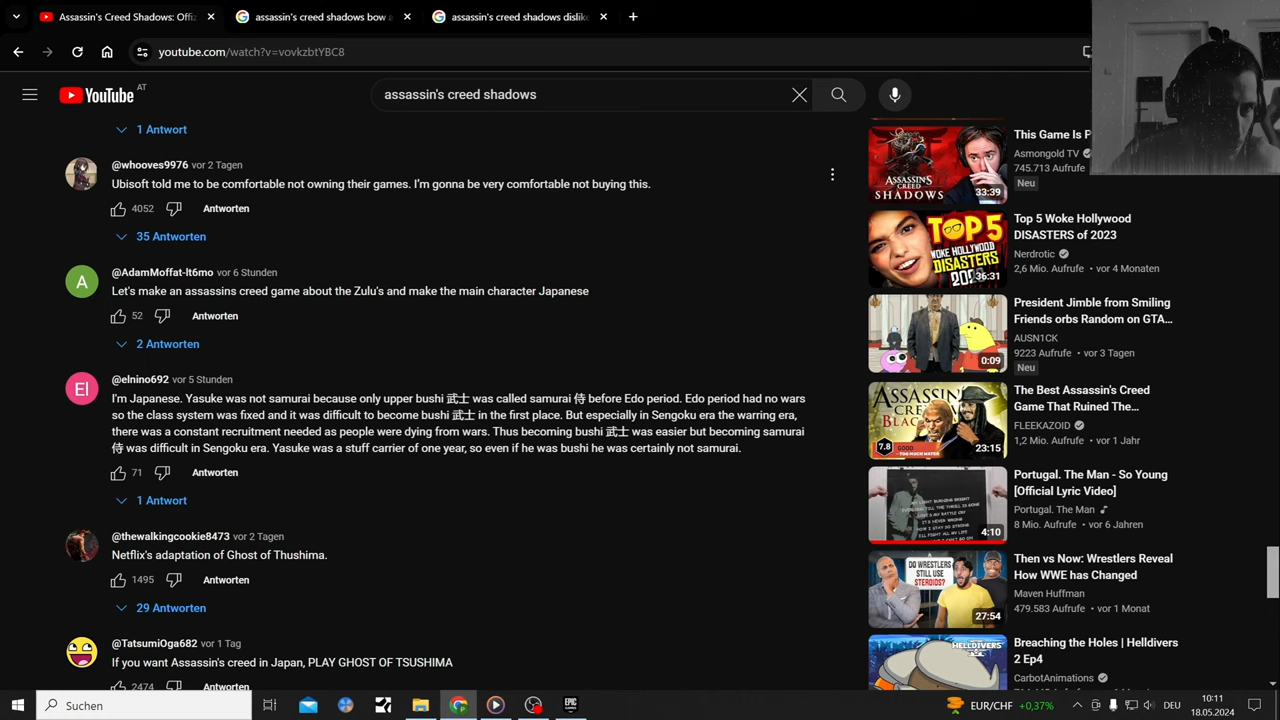 Assassin's Creed Shadows: Offi
assassin's creed shadows bow a
assassin's creed shadows dislike
youtube.com/watch?v=vovkzbtYBC8
YouTube AT
assassin's creed shadows
1 Antwort
@whooves9976 vor 2 Tagen
Ubisoft told me to be comfortable not owning their games. I'm gonna be very comfortable not buying this.
4052 Antworten
35 Antworten
@AdamMoffat-lt6mo vor 6 Stunden
Let's make an assassins creed game about the Zulu's and make the main character Japanese
52 Antworten
2 Antworten
El
@elnino692 vor 5 Stunden
I'm Japanese. Yasuke was not samurai because only upper bushi 武士 was called samurai 侍 before Edo period. Edo period had no wars
so the class system was fixed and it was difficult to become bushi 武士 in the first place. But especially in Sengoku era the warring era,
there was a constant recruitment needed as people were dying from wars. Thus becoming bushi 武士 was easier but becoming samurai
侍 was difficult in Sengoku era. Yasuke was a stuff carrier of one year, so even if he was bushi he was certainly not samurai.
71 Antworten
1 Antwort
@thewalkingcookie8473 vor 2 Tagen
Netflix's adaptation of Ghost of Thushima.
1495 Antworten
29 Antworten
@TatsumiOga682 vor 1 Tag
If you want Assassin's creed in Japan, PLAY GHOST OF TSUSHIMA
2474 Antworten
ASSASSIN'S CREED
SHADOWS
33:39
This Game Is P
Asmongold TV
745.713 Aufrufe
Neu
TOP 5
WOKE HOLLYWOOD
DISASTERS OF
36:31
Top 5 Woke Hollywood
DISASTERS of 2023
Nerdrotic
2,6 Mio. Aufrufe • vor 4 Monaten
0:09
President Jimble from Smiling
Friends orbs Random on GTA…
AUSN1CK
9223 Aufrufe • vor 3 Tagen
Neu
7.8 GOOD
TOO MUCH WATER
23:15
The Best Assassin's Creed
Game That Ruined The…
FLEEKAZOID
1,2 Mio. Aufrufe • vor 1 Jahr
4:10
Portugal. The Man - So Young
[Official Lyric Video]
Portugal. The Man
8 Mio. Aufrufe • vor 6 Jahren
DO WRESTLERS
STILL USE
STEROIDS?
27:54
Then vs Now: Wrestlers Reveal
How WWE has Changed
Maven Huffman
479.583 Aufrufe • vor 1 Monat
HELLDIVERS
Breaching the Holes | Helldivers
2 Ep4
CarbotAnimations
Suchen
EPIC GAMES
EUR/CHF +0,37%
DEU
10:11
18.05.2024